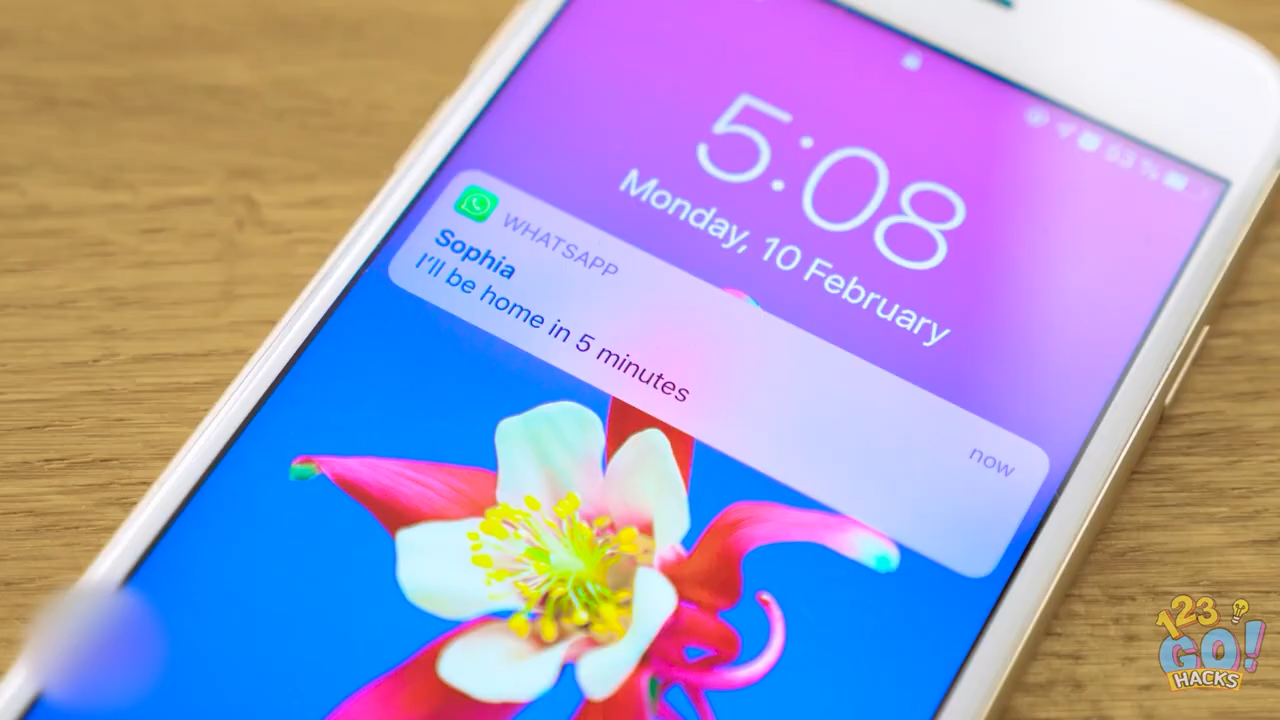 5:08
Monday, 10 February
WHATSAPP
now
Sophia
I'll be home in 5 minutes
123
GO!
HACKS